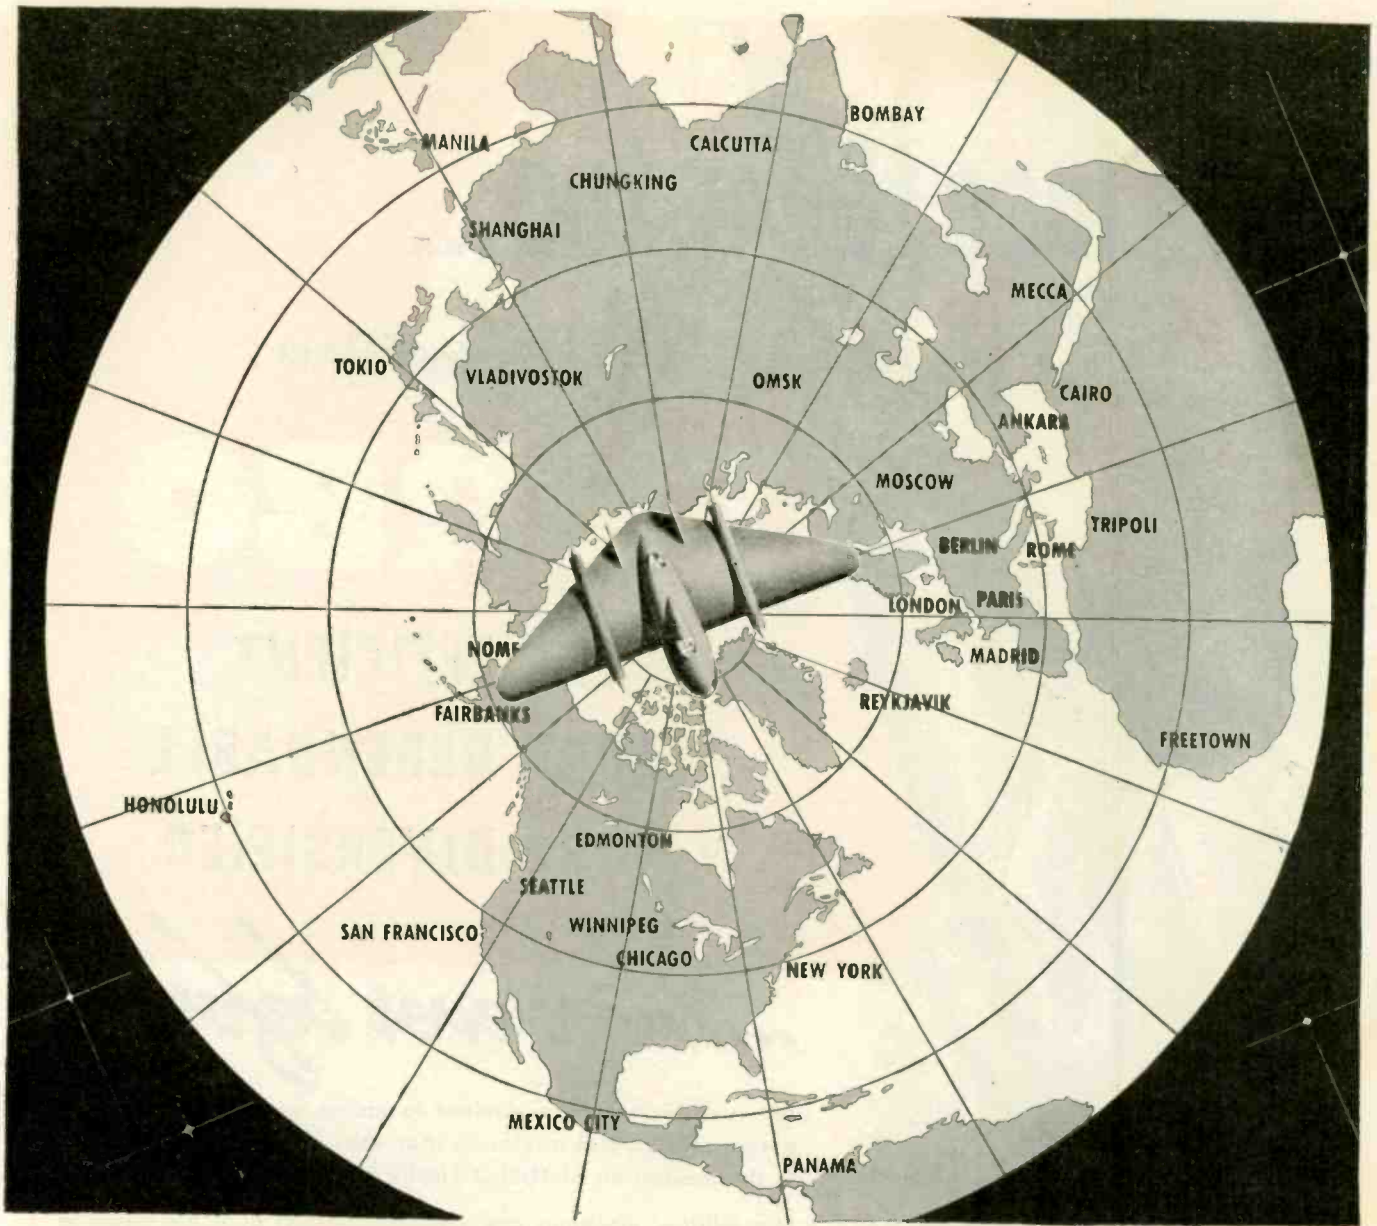 BOMBAY
MANILA
CALCUTTA
CHUNGKING
SHANGHAI
MECCA
TOKIO
VLADIVOSTOK
OMSK
CAIRO
ANKARA
MOSCOW
TRIPOLI
BERLIN
ROME
LONDON
PARIS
NOME
MADRID
REYKJAVIK
FAIRBANKS
FREETOWN
HONOLULU
EDMONTON
SEATTLE
WINNIPEG
SAN FRANCISCO
CHICAGO
NEW YORK
MEXICO CITY
PANAMA